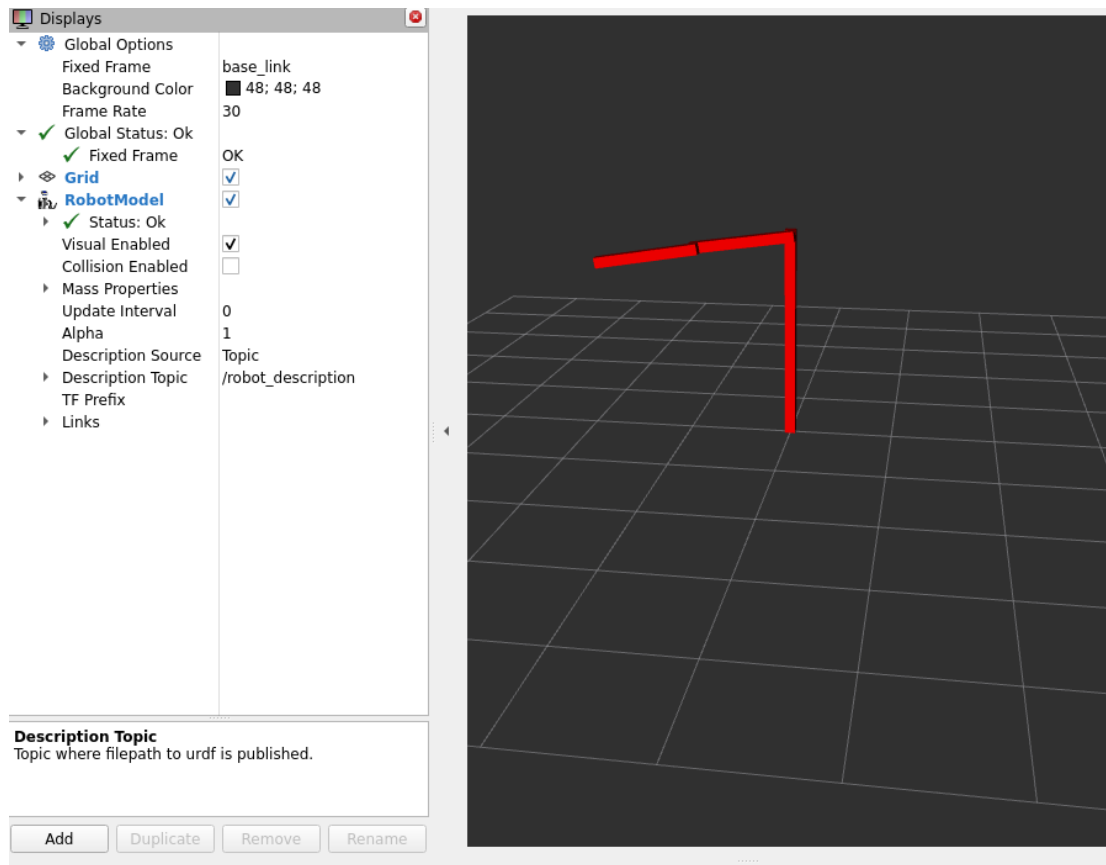 Displays
Global Options
Fixed Frame base_link
Background Color 48; 48; 48
Frame Rate 30
Global Status: Ok
Fixed Frame OK
Grid
RobotModel
Status: Ok
Visual Enabled
Collision Enabled
Mass Properties
Update Interval 0
Alpha 1
Description Source Topic
Description Topic /robot_description
TF Prefix
Links
Description Topic
Topic where filepath to urdf is published.
Add Duplicate Remove Rename